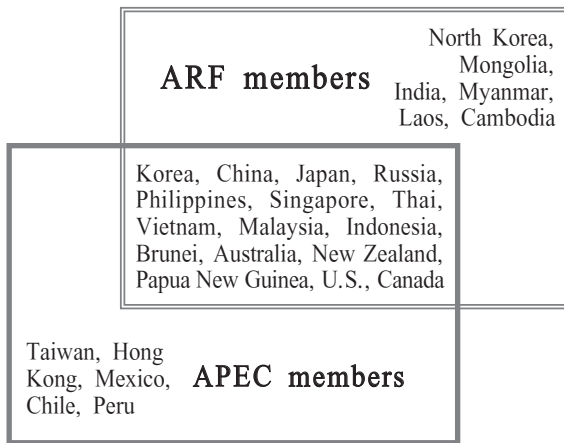 North Korea,
Mongolia,
ARF members
India, Myanmar,
Laos, Cambodia
Korea, China, Japan, Russia,
Philippines, Singapore, Thai,
Vietnam, Malaysia, Indonesia,
Brunei, Australia, New Zealand,
Papua New Guinea, U.S., Canada
Taiwan, Hong
Kong, Mexico,
Chile, Peru
APEC members